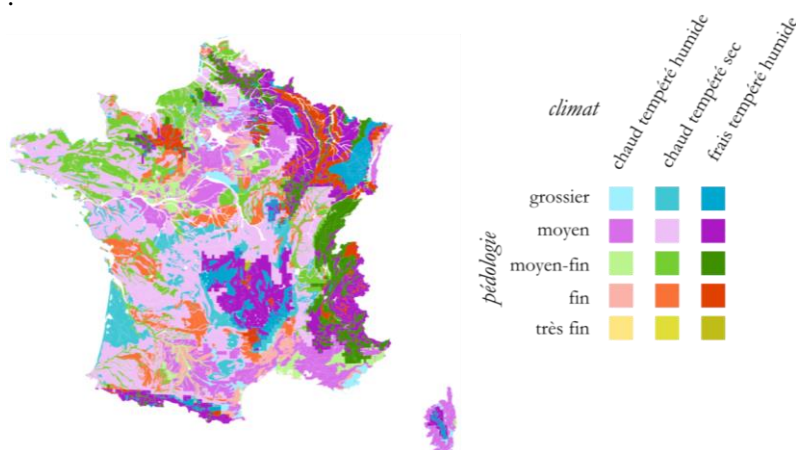 .
climat
chaud tempéré humide
chaud tempéré sec
frais tempéré humide
pédologie
grossier
moyen
moyen-fin
fin
très fin